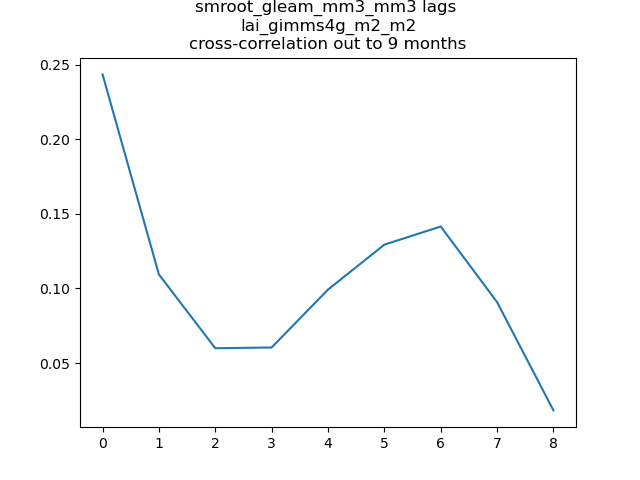 smroot_gleam_mm3_mm3 lags
lai_gimms4g_m2_m2
cross-correlation out to 9 months
0.25
0.20
0.15
0.10
0.05
0 1 2 3 4 5 6 7 8